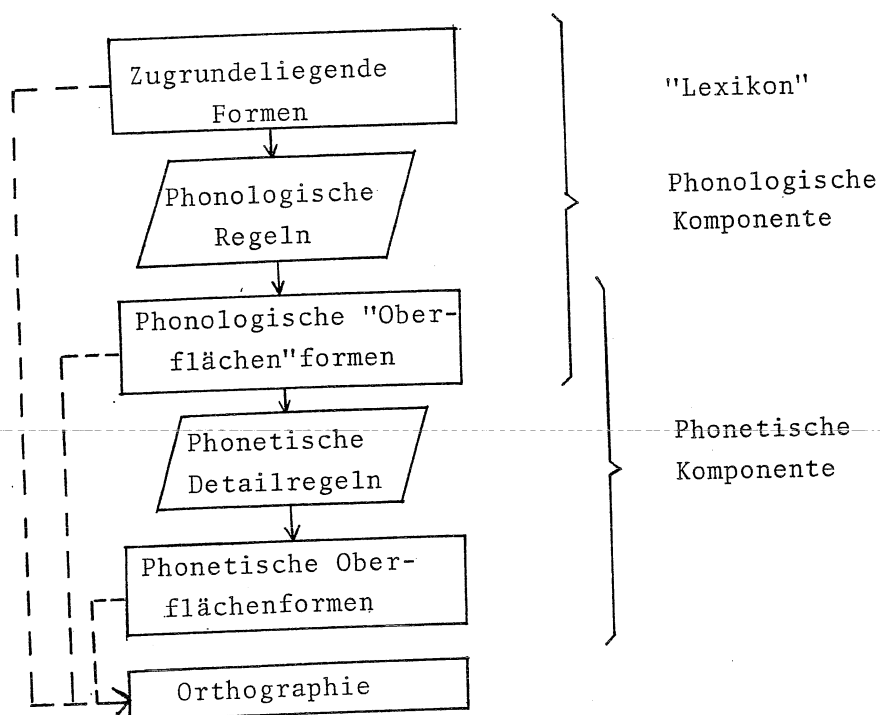 Zugrundeliegende
Formen
"Lexikon"
Phonologische
Regeln
Phonologische
Komponente
Phonologische "Ober-
flächen"formen
Phonetische
Detailregeln
Phonetische
Komponente
Phonetische Ober-
flächenformen
Orthographie